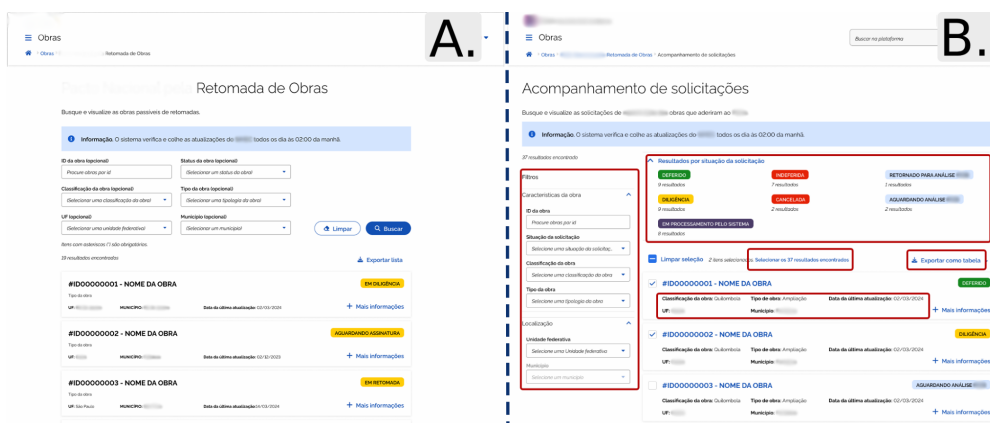 A.
Obras
Obras
Retomada de Obras
Retomada de Obras
Busque e visualize as obras passíveis de retomadas.
Informação. O sistema verifica e colhe as atualizações do todos os dia às 02:00 da manhã.
ID da obra (opcional)
Status da obra (opcional)
Procure obras por id
(Selecionar um status da obra)
Classificação da obra (opcional)
Tipo da obra (opcional)
(Selecionar uma classificação da obra)
(Selecionar uma tipologia da obra)
UF (opcional)
Município (opcional)
(Selecionar uma unidade federativa)
(Selecionar um município)
Limpar
Buscar
Itens com asteriscos (*) são obrigatórios.
19 resultados encontrados
Exportar lista
#ID00000001 - NOME DA OBRA
EM DILIGÊNCIA
Tipo da obra
UF:
MUNICÍPIO:
Data da última atualização: 02/03/2024
+ Mais informações
#ID00000002 - NOME DA OBRA
AGUARDANDO ASSINATURA
Tipo da obra
UF:
MUNICÍPIO:
Data da última atualização: 02/12/2023
+ Mais informações
#ID00000003 - NOME DA OBRA
EM RETOMADA
Tipo da obra
UF: São Paulo
MUNICÍPIO:
Data da última atualização:
+ Mais informações
B.
Obras
Buscar na plataforma
Obras
Retomada de Obras
Acompanhamento de solicitações
Acompanhamento de solicitações
Busque e visualize as solicitações de obras que aderiram ao
Informação. O sistema verifica e colhe as atualizações do todos os dia às 02:00 da manhã.
37 resultados encontrado
Filtros
Características da obra
ID da obra
Procure obras por id
Situação da solicitação
Selecione uma situação da solicitaç...
Classificação da obra
Selecione uma classificação da obra
Tipo da obra
Selecione uma tipologia da obra
Localização
Unidade federativa
Selecione uma Unidade federativa
Município
Selecione um município
Resultados por situação da solicitação
DEFERIDO
INDEFERIDA
RETORNADO PARA ANÁLISE
9 resultados
7 resultados
1 resultados
DILIGÊNCIA
CANCELADA
AGUARDANDO ANÁLISE
9 resultados
2 resultados
2 resultados
EM PROCESSAMENTO PELO SISTEMA
9 resultados
Limpar seleção
2 itens selecionados
Selecionar os 37 resultados encontrados
Exportar como tabela
#ID00000001 - NOME DA OBRA
DEFERIDO
Classificação da obra: Quilombola
Tipo de obra: Ampliação
Data da última atualização: 02/03/2024
UF:
Município:
+ Mais informações
#ID00000002 - NOME DA OBRA
DILIGÊNCIA
Classificação da obra: Quilombola
Tipo de obra: Ampliação
Data da última atualização: 02/03/2024
UF:
Município:
+ Mais informações
#ID00000003 - NOME DA OBRA
AGUARDANDO ANÁLISE
Classificação da obra: Quilombola
Tipo de obra: Ampliação
Data da última atualização: 02/03/2024
UF:
Município:
+ Mais informações